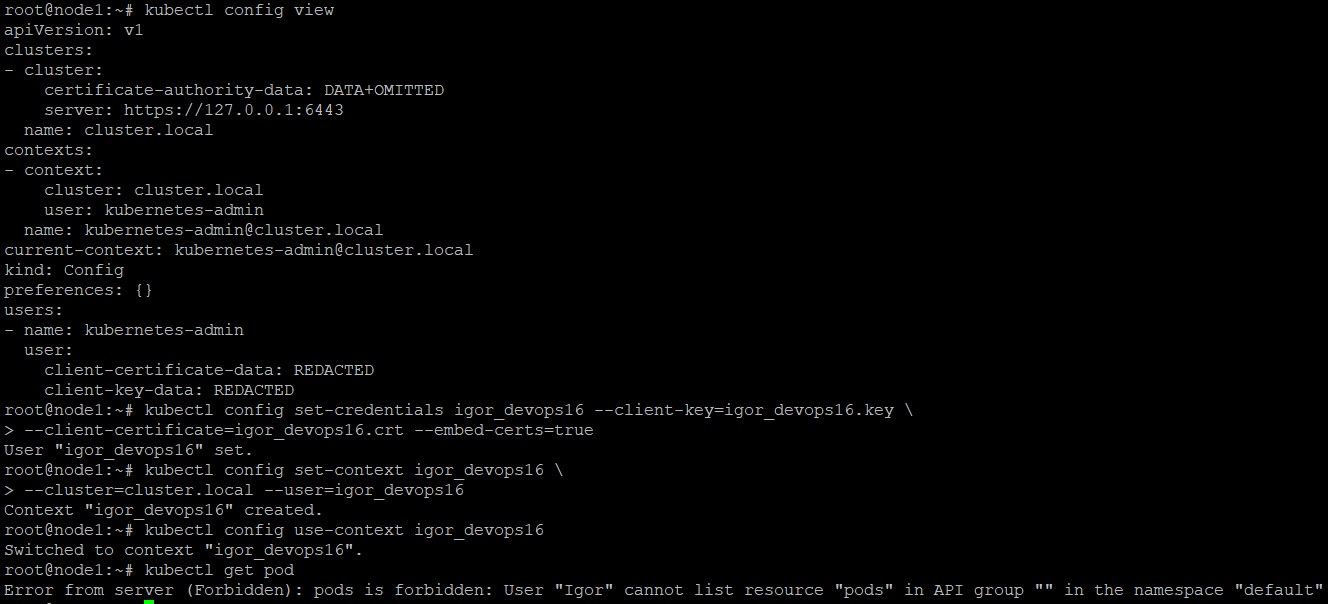 root@node1:~# kubectl config view
apiVersion: v1
clusters:
- cluster:
    certificate-authority-data: DATA+OMITTED
    server: https://127.0.0.1:6443
  name: cluster.local
contexts:
- context:
    cluster: cluster.local
    user: kubernetes-admin
  name: kubernetes-admin@cluster.local
current-context: kubernetes-admin@cluster.local
kind: Config
preferences: {}
users:
- name: kubernetes-admin
  user:
    client-certificate-data: REDACTED
    client-key-data: REDACTED
root@node1:~# kubectl config set-credentials igor_devops16 --client-key=igor_devops16.key \
> --client-certificate=igor_devops16.crt --embed-certs=true
User "igor_devops16" set.
root@node1:~# kubectl config set-context igor_devops16 \
> --cluster=cluster.local --user=igor_devops16
Context "igor_devops16" created.
root@node1:~# kubectl config use-context igor_devops16
Switched to context "igor_devops16".
root@node1:~# kubectl get pod
Error from server (Forbidden): pods is forbidden: User "Igor" cannot list resource "pods" in API group "" in the namespace "default"